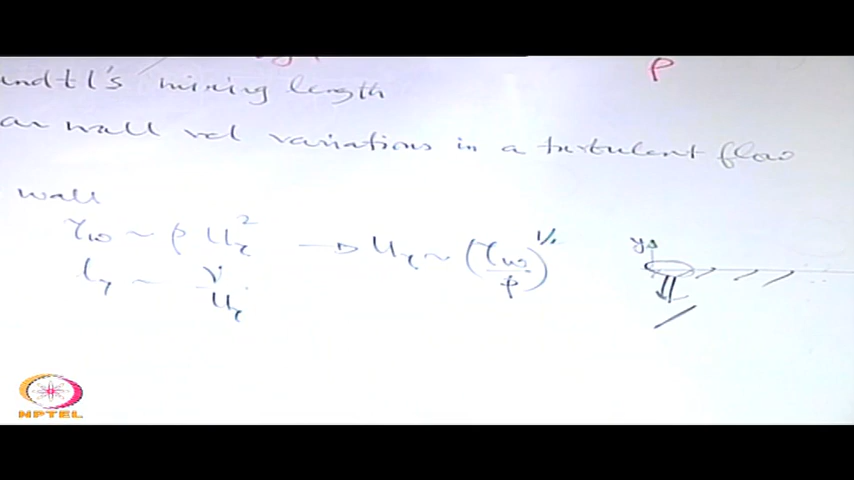 ρ
ndtl's mixing length
wall vel variations in a turbulent flow
wall
τw ~ ρ uτ² → uτ ~ (τw/ρ)^1/2
lτ ~ ν/uτ
y
NPTEL